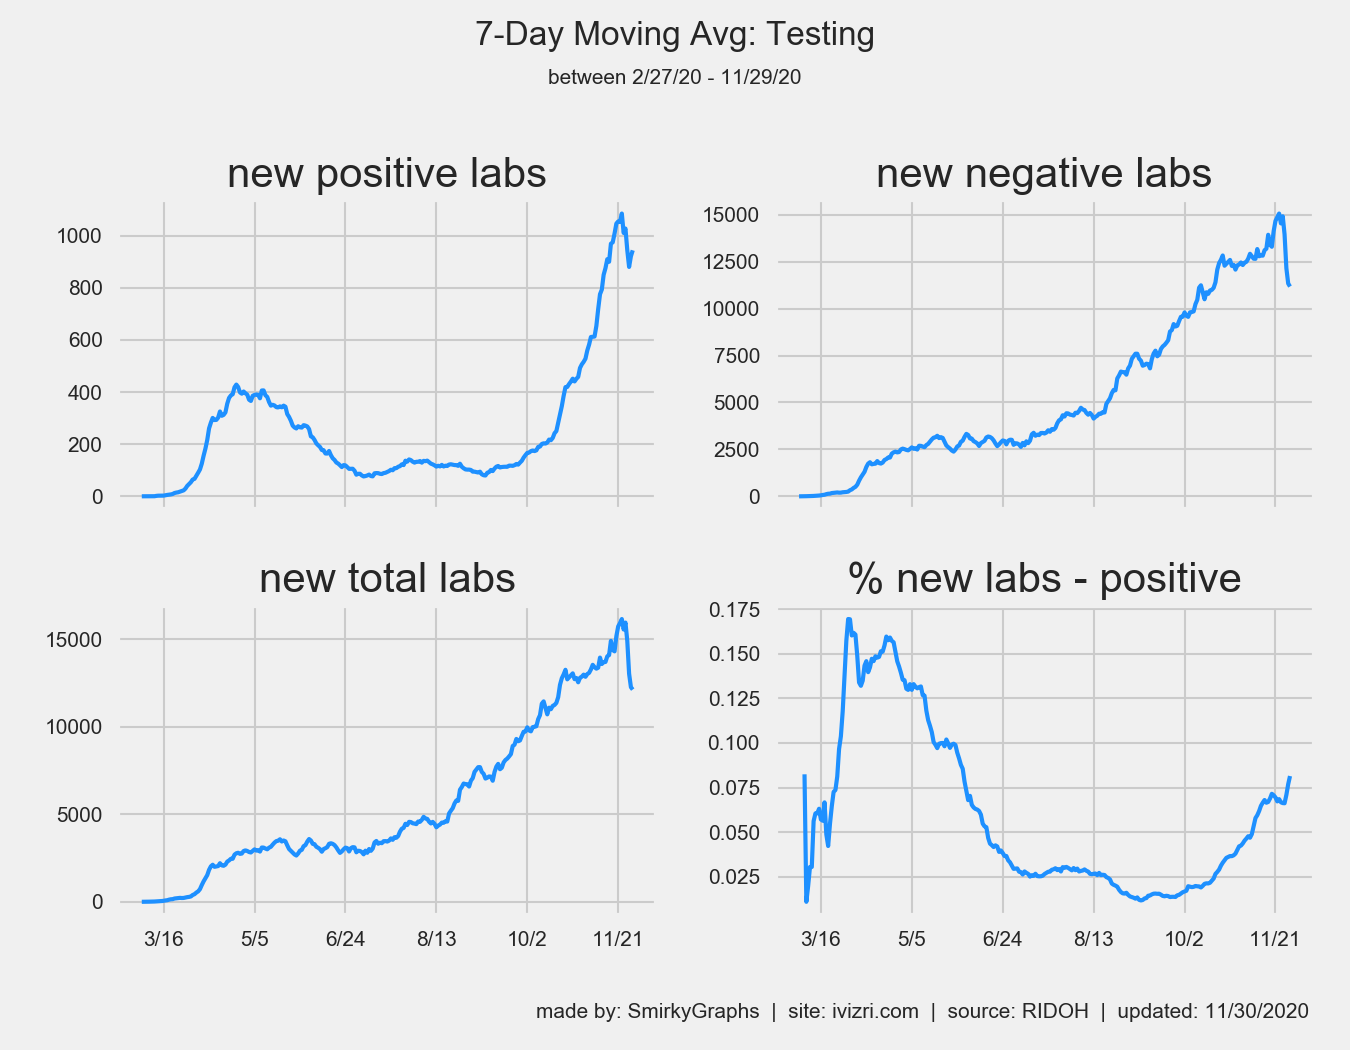 7-Day Moving Avg: Testing
between 2/27/20 - 11/29/20
new positive labs
1000
800
600
400
200
0
new negative labs
15000
12500
10000
7500
5000
2500
0
new total labs
15000
10000
5000
0
3/16 5/5 6/24 8/13 10/2 11/21
% new labs - positive
0.175
0.150
0.125
0.100
0.075
0.050
0.025
3/16 5/5 6/24 8/13 10/2 11/21
made by: SmirkyGraphs | site: ivizri.com | source: RIDOH | updated: 11/30/2020